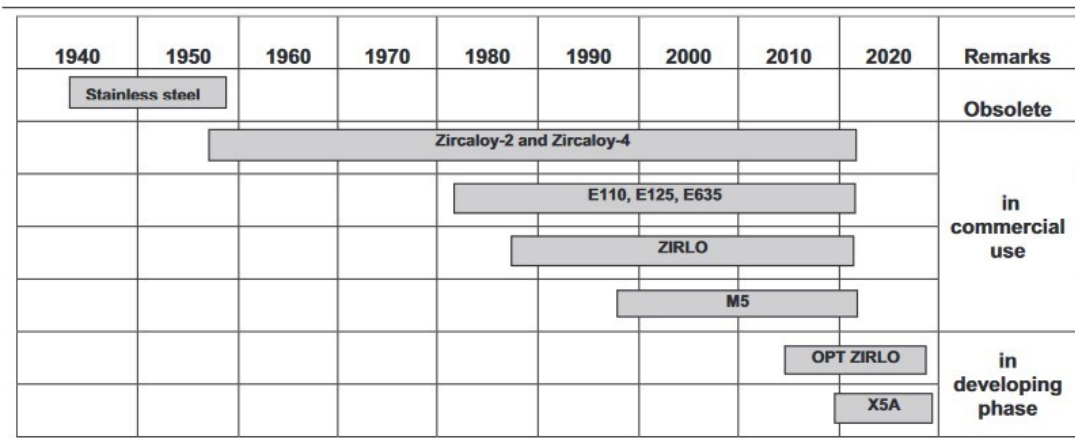 1940 1950 1960 1970 1980 1990 2000 2010 2020 Remarks
Stainless steel
Obsolete
Zircaloy-2 and Zircaloy-4
E110, E125, E635
ZIRLO
M5
in
commercial
use
OPT ZIRLO
X5A
in
developing
phase